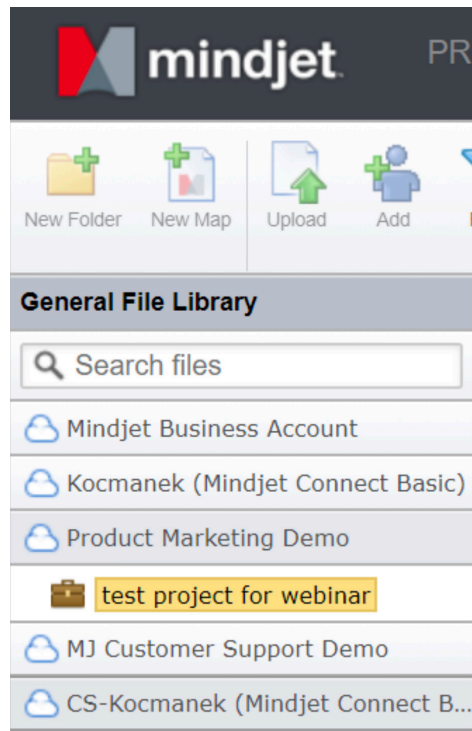 mindjet
PR
New Folder New Map Upload Add
General File Library
Search files
Mindjet Business Account
Kocmanek (Mindjet Connect Basic)
Product Marketing Demo
test project for webinar
MJ Customer Support Demo
CS-Kocmanek (Mindjet Connect B...